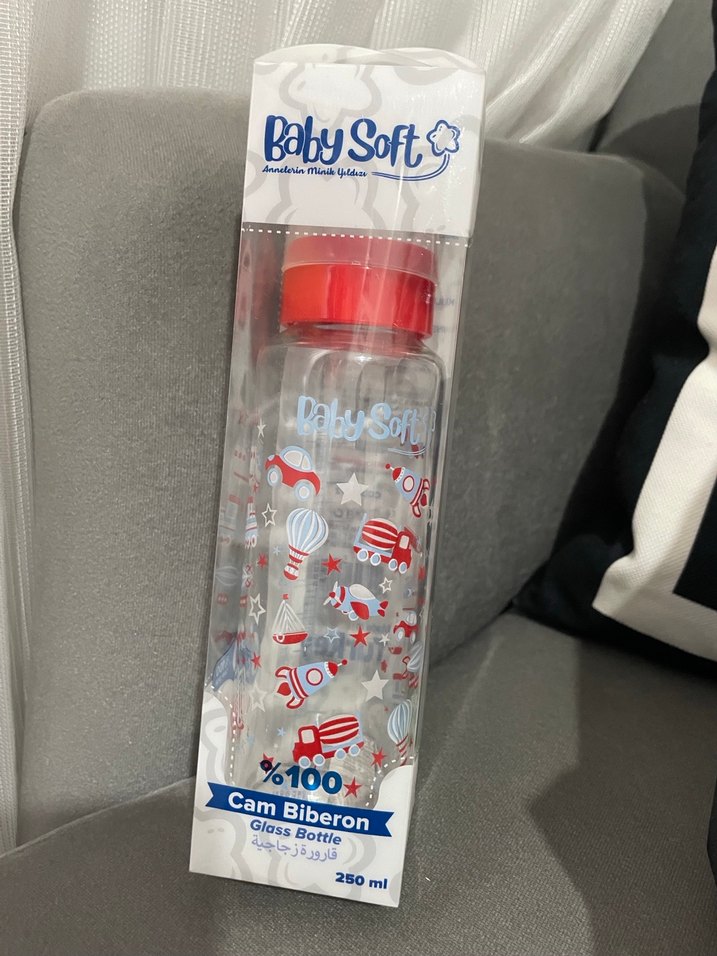 Baby Soft
Annelerin Minik Yıldızı
Baby Soft
%100
Cam Biberon
Glass Bottle
قارورة زجاجية
250 ml